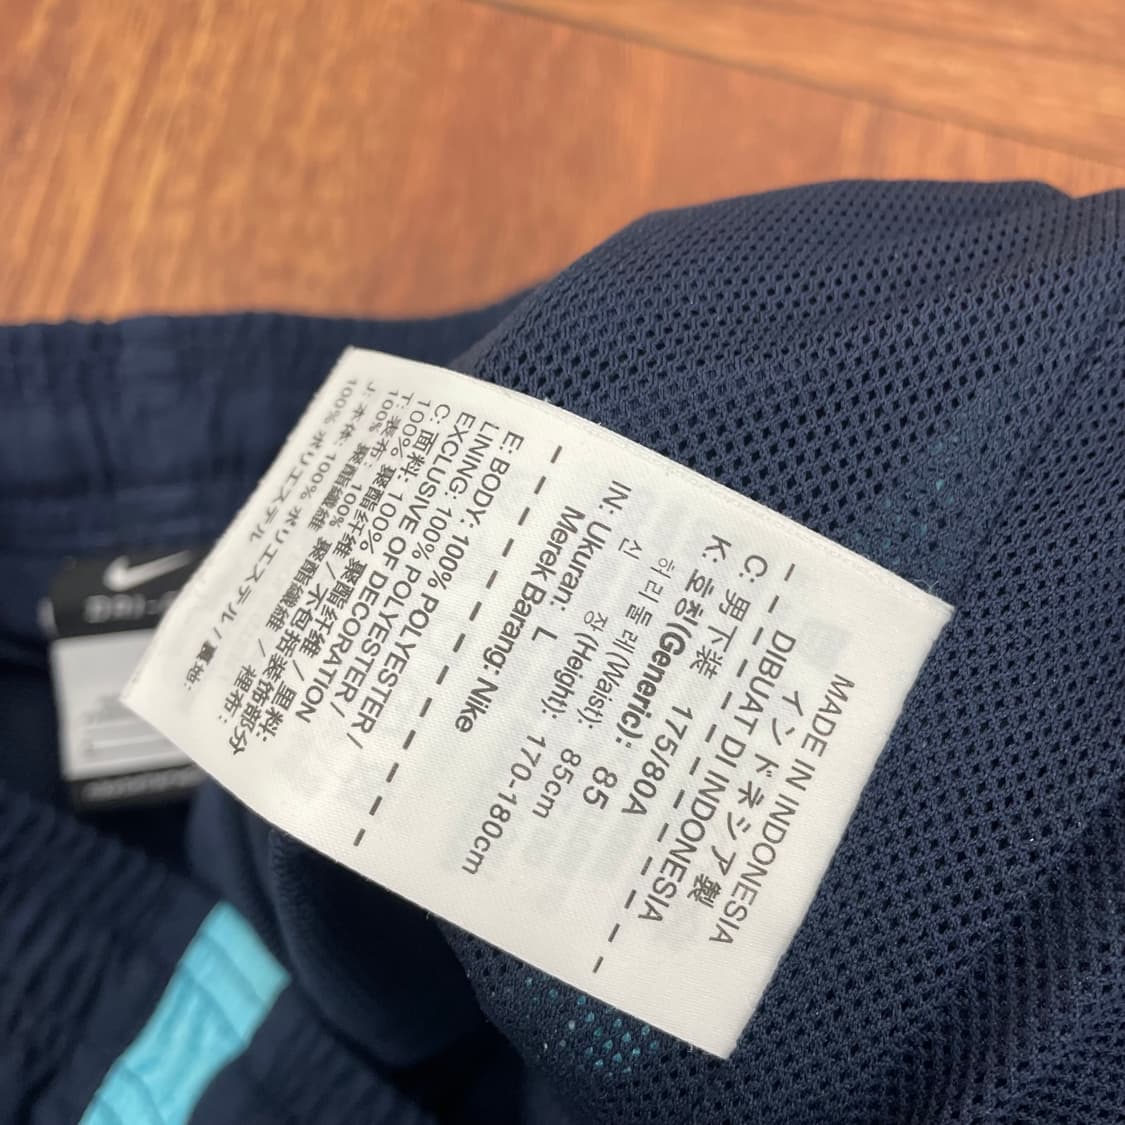 MADE IN INDONESIA
インドネシア製
DIBUAT DI INDONESIA
C: 男下装 175/80A
K: 호칭(Generic): 85
허리둘레(Waist): 85cm
신 장(Height): 170-180cm
IN: Ukuran: L
Merek Barang: Nike
E: BODY: 100% POLYESTER /
LINING: 100% POLYESTER /
EXCLUSIVE OF DECORATION
C: 面料: 100% 聚酯纤维 / 里料:
100% 聚酯纤维 / 不包括装饰部分
T: 表布: 100% 聚酯纖維 / 裡布:
100% 聚酯纖維
J: 本体: 100% ポリエステル / 裏地:
100% ポリエステル
DRI-